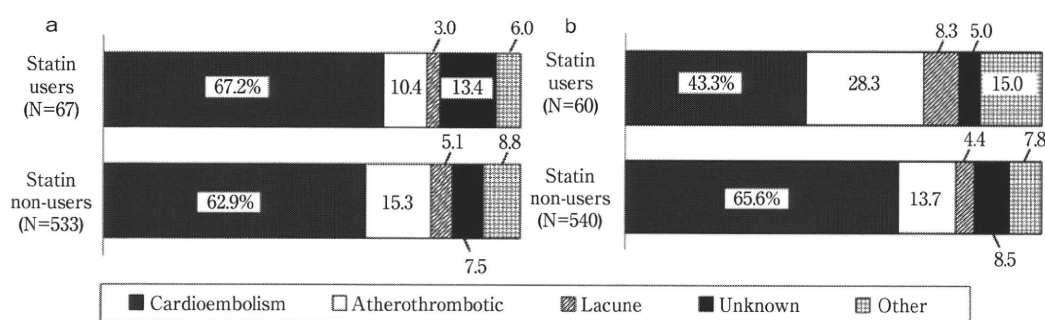 a
3.0 6.0
Statin
users
(N=67)
67.2% 10.4 13.4
5.1 8.8
Statin
non-users
(N=533)
62.9% 15.3
7.5
b
8.3 5.0
Statin
users
(N=60)
43.3% 28.3 15.0
4.4 7.8
Statin
non-users
(N=540)
65.6% 13.7
8.5
Cardioembolism Atherothrombotic Lacune Unknown Other